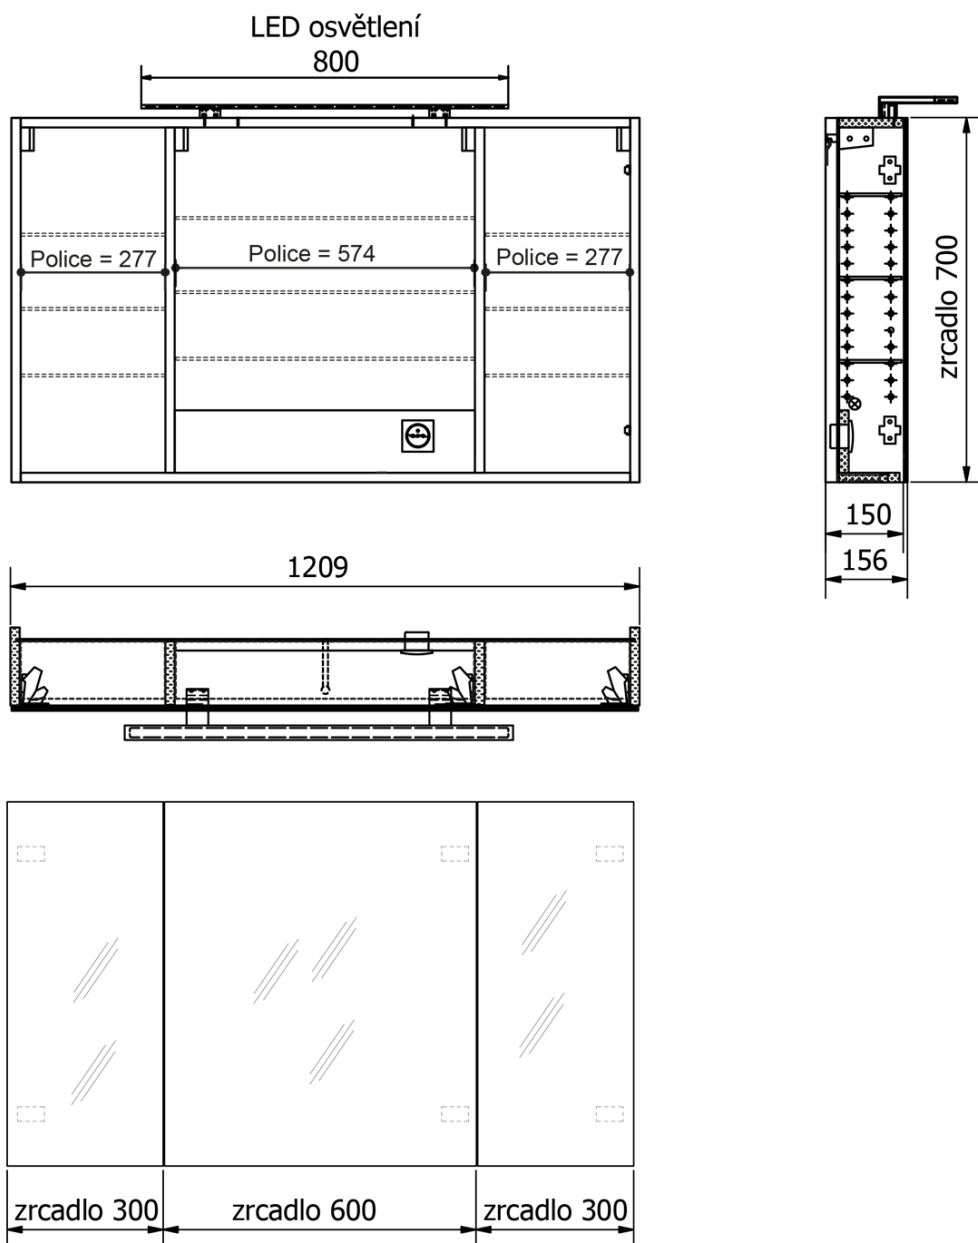 LED osvětlení
800
Police = 277
Police = 574
Police = 277
zrcadlo 700
150
156
1209
zrcadlo 300
zrcadlo 600
zrcadlo 300